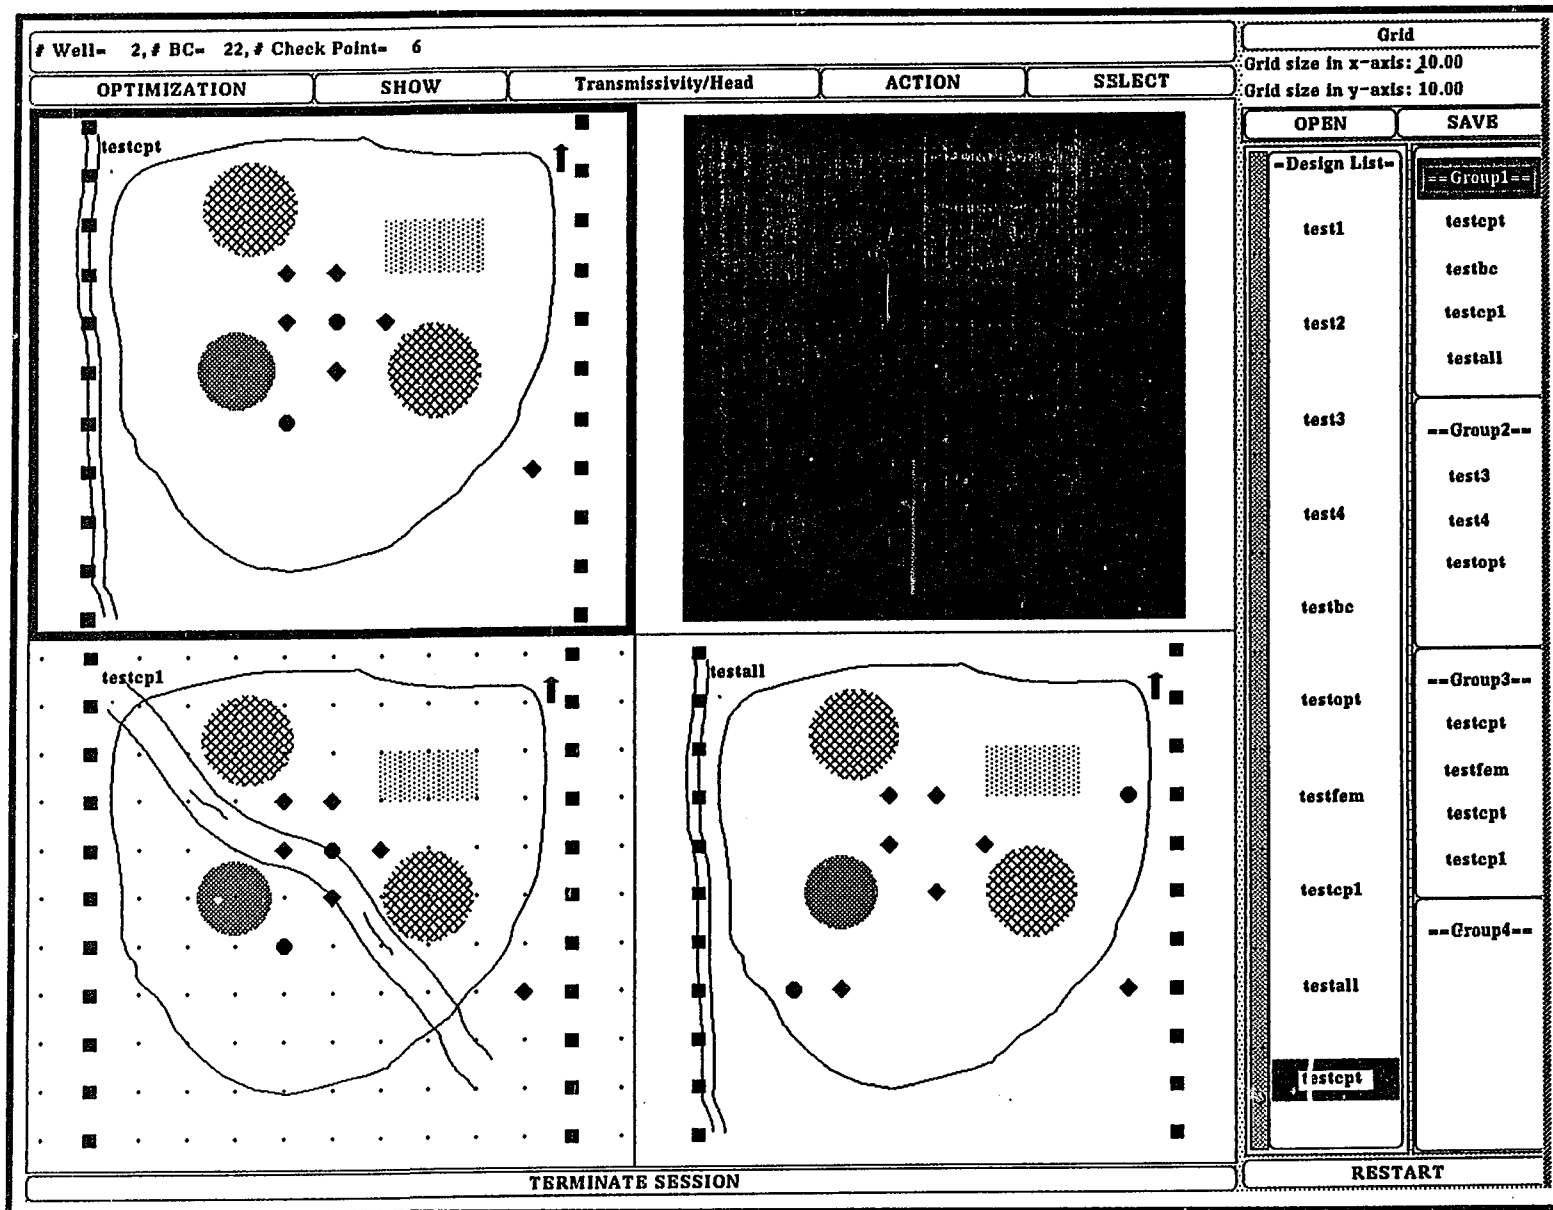 # Well= 2,# BC= 22,# Check Point= 6
OPTIMIZATION
SHOW
Transmissivity/Head
ACTION
SELECT
testcpt
testcp1
testall
TERMINATE SESSION
Grid
Grid size in x-axis: 10.00
Grid size in y-axis: 10.00
OPEN
SAVE
=Design List=
test1
test2
test3
test4
testbc
testopt
testfem
testcp1
testall
testcpt
==Group1==
testcpt
testbc
testcp1
testall
==Group2==
test3
test4
testopt
==Group3==
testcpt
testfem
testcpt
testcp1
==Group4==
RESTART